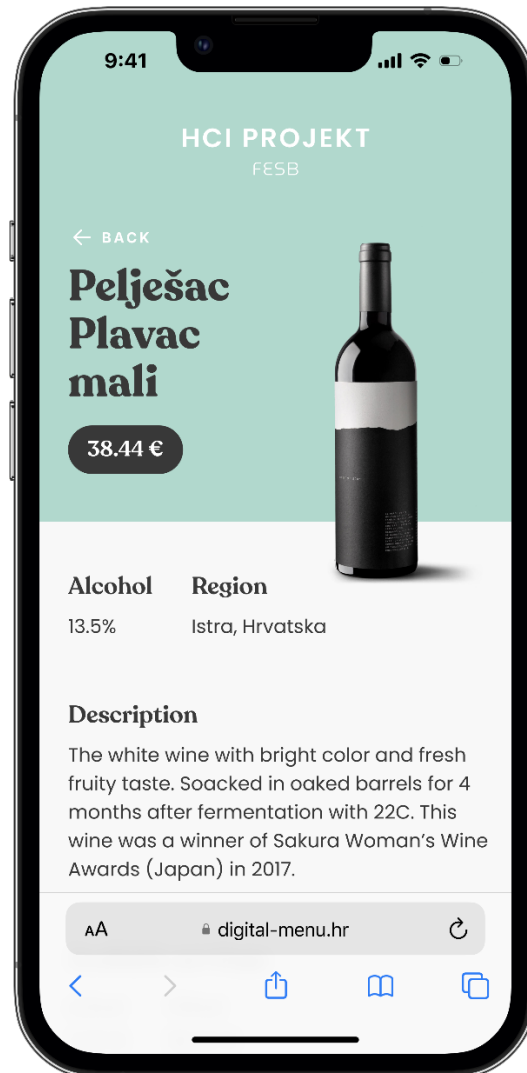 9:41
HCI PROJEKT
FESB
← BACK
Pelješac
Plavac
mali
38.44 €
Alcohol Region
13.5% Istra, Hrvatska
Description
The white wine with bright color and fresh
fruity taste. Soacked in oaked barrels for 4
months after fermentation with 22C. This
wine was a winner of Sakura Woman’s Wine
Awards (Japan) in 2017.
AA digital-menu.hr